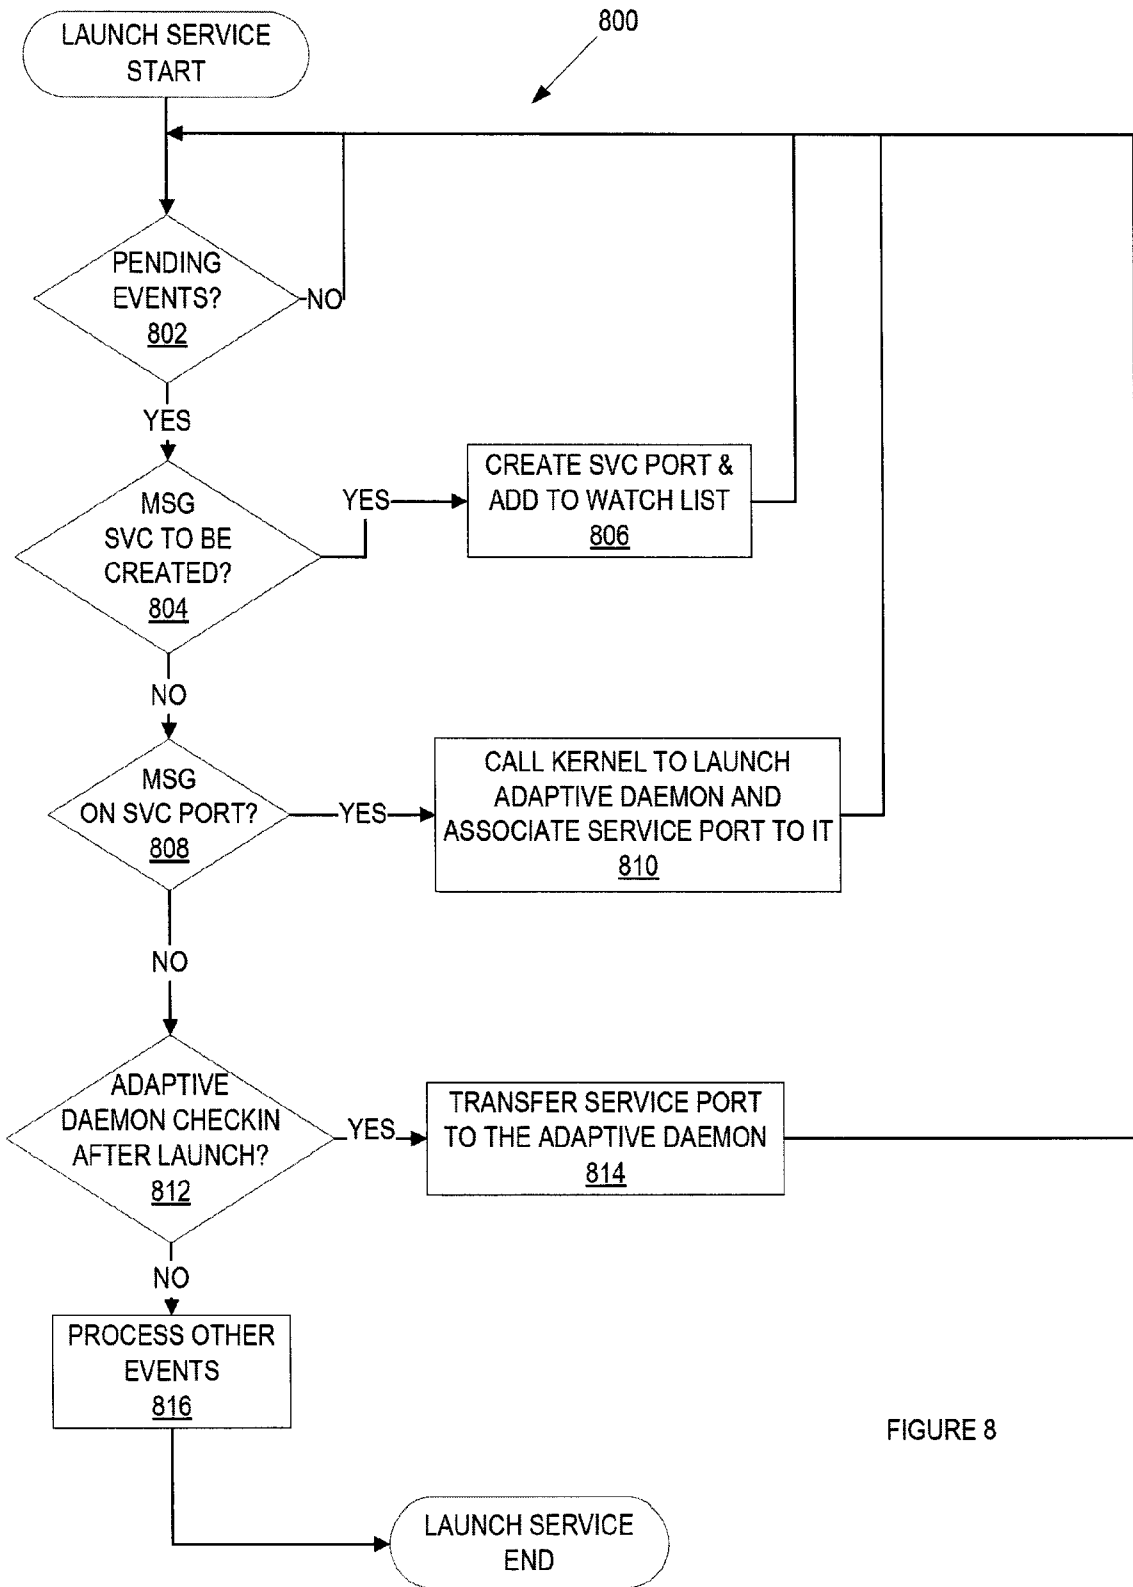 800
LAUNCH SERVICE
START
PENDING
EVENTS?
802
NO
YES
MSG
SVC TO BE
CREATED?
804
YES
CREATE SVC PORT &
ADD TO WATCH LIST
806
NO
MSG
ON SVC PORT?
808
YES
CALL KERNEL TO LAUNCH
ADAPTIVE DAEMON AND
ASSOCIATE SERVICE PORT TO IT
810
NO
ADAPTIVE
DAEMON CHECKIN
AFTER LAUNCH?
812
YES
TRANSFER SERVICE PORT
TO THE ADAPTIVE DAEMON
814
NO
PROCESS OTHER
EVENTS
816
FIGURE 8
LAUNCH SERVICE
END